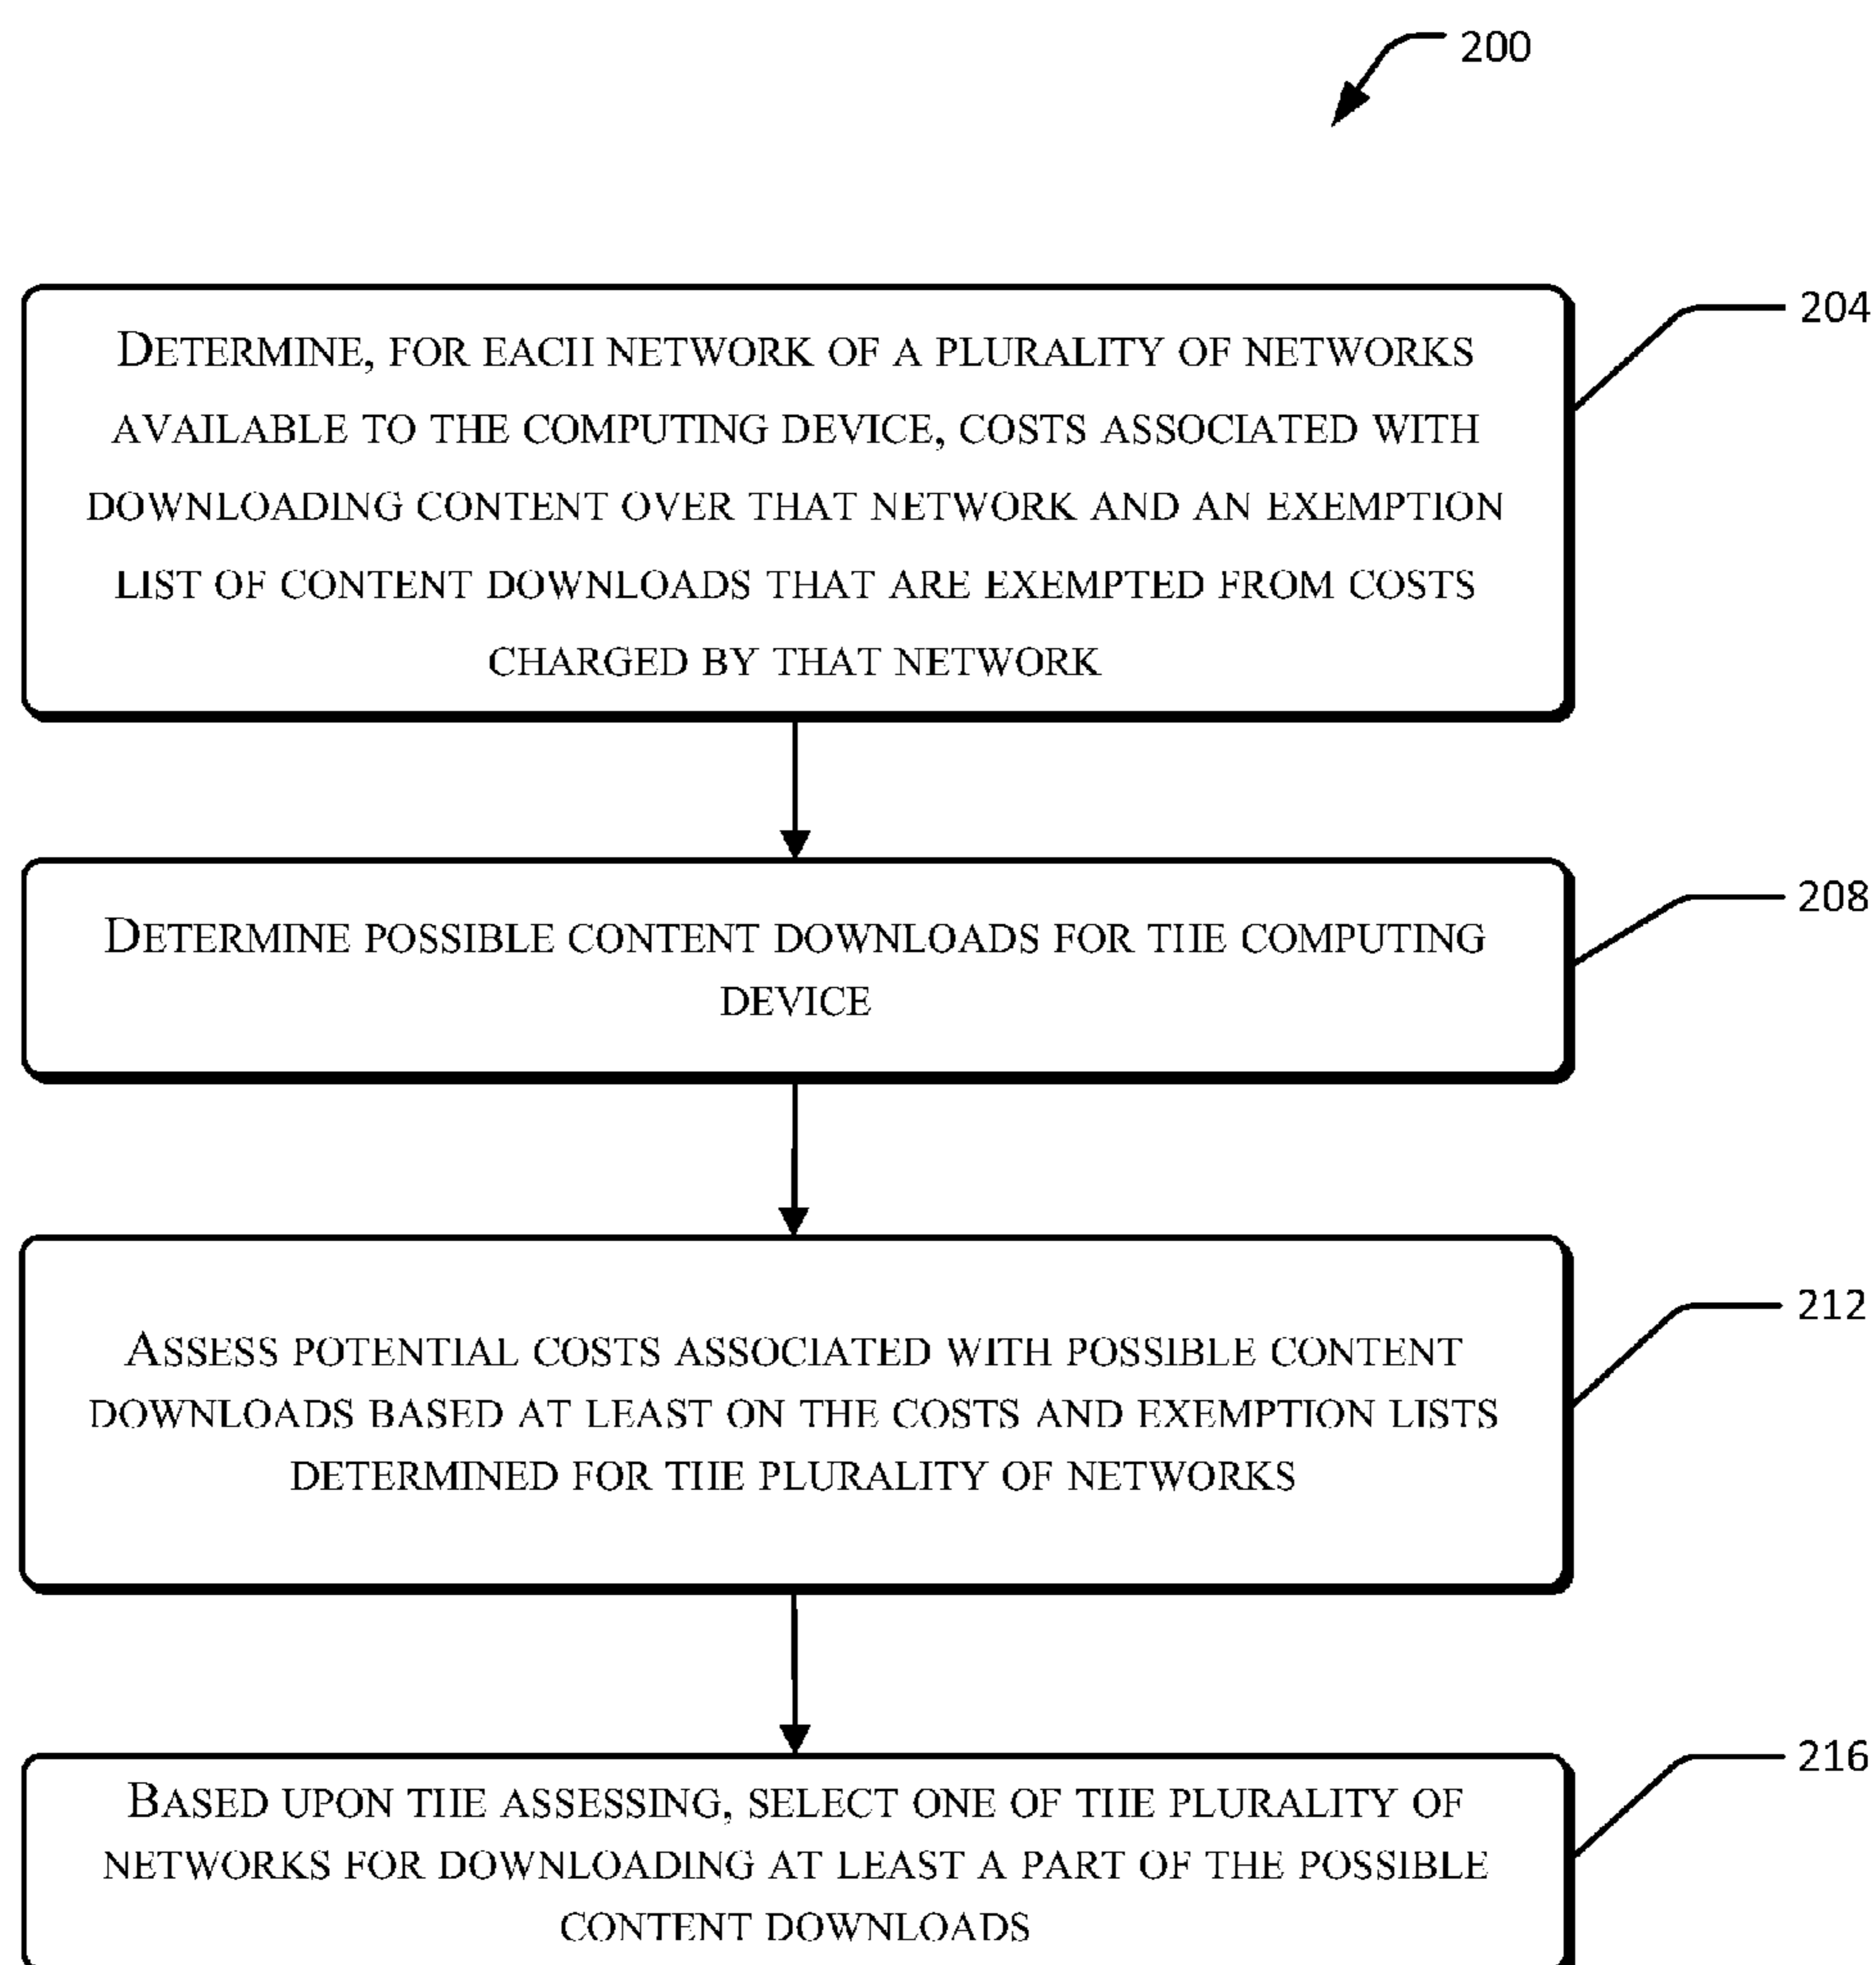 200
204
DETERMINE, FOR EACH NETWORK OF A PLURALITY OF NETWORKS
AVAILABLE TO THE COMPUTING DEVICE, COSTS ASSOCIATED WITH
DOWNLOADING CONTENT OVER THAT NETWORK AND AN EXEMPTION
LIST OF CONTENT DOWNLOADS THAT ARE EXEMPTED FROM COSTS
CHARGED BY THAT NETWORK
208
DETERMINE POSSIBLE CONTENT DOWNLOADS FOR THE COMPUTING
DEVICE
212
ASSESS POTENTIAL COSTS ASSOCIATED WITH POSSIBLE CONTENT
DOWNLOADS BASED AT LEAST ON THE COSTS AND EXEMPTION LISTS
DETERMINED FOR THE PLURALITY OF NETWORKS
216
BASED UPON THE ASSESSING, SELECT ONE OF THE PLURALITY OF
NETWORKS FOR DOWNLOADING AT LEAST A PART OF THE POSSIBLE
CONTENT DOWNLOADS